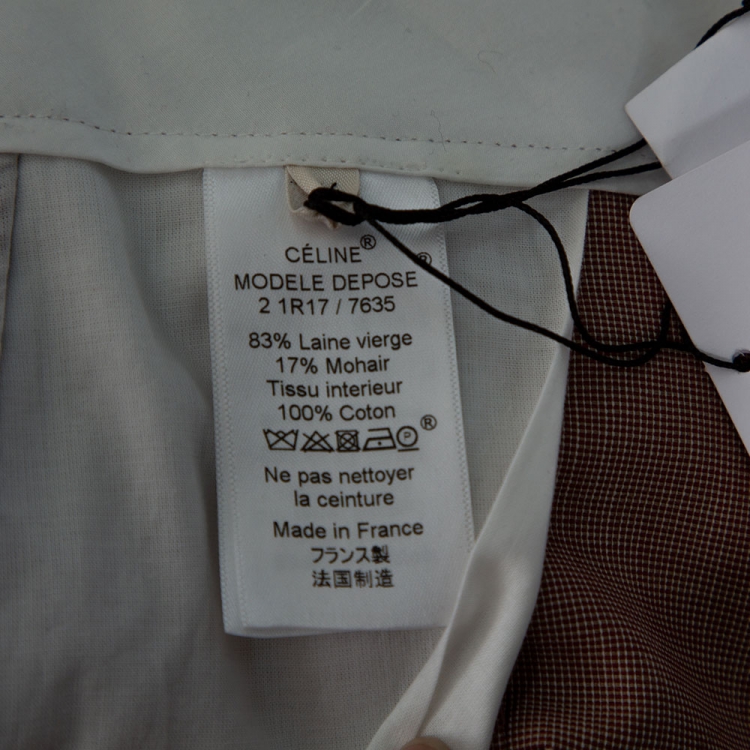 CÉLINE®
MODELE DEPOSE®
2 1R17 / 7635
83% Laine vierge
17% Mohair
Tissu interieur
100% Coton
P ®
Ne pas nettoyer
la ceinture
Made in France
フランス製
法国制造